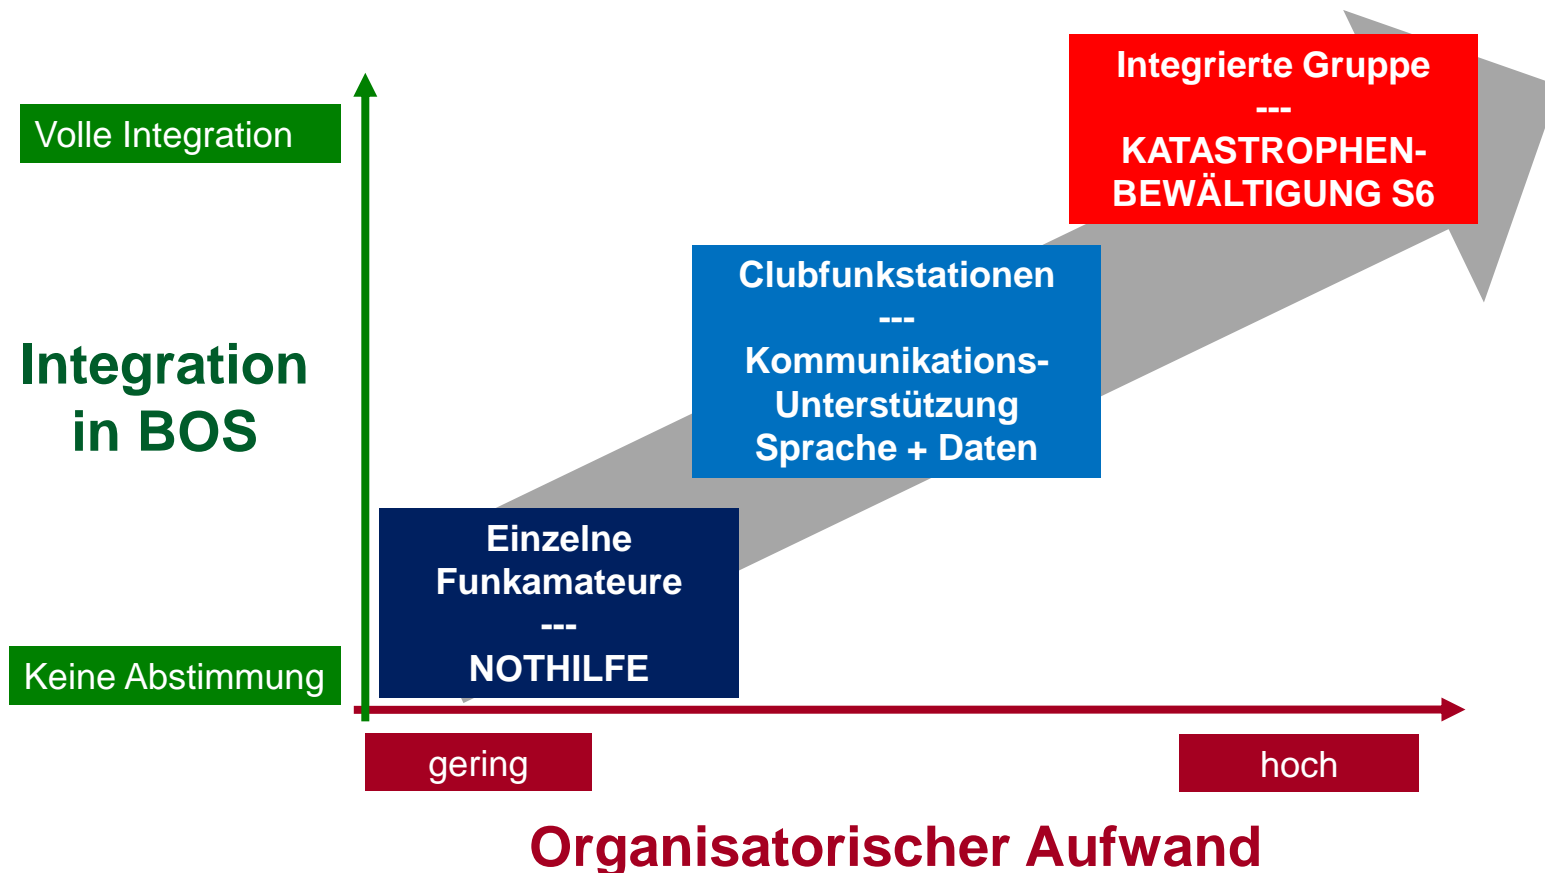 Integrierte Gruppe
---
KATASTROPHEN-
BEWÄLTIGUNG S6
Volle Integration
Clubfunkstationen
---
Kommunikations-
Unterstützung
Sprache + Daten
Integration
in BOS
Einzelne
Funkamateure
---
NOTHILFE
Keine Abstimmung
gering
hoch
Organisatorischer Aufwand